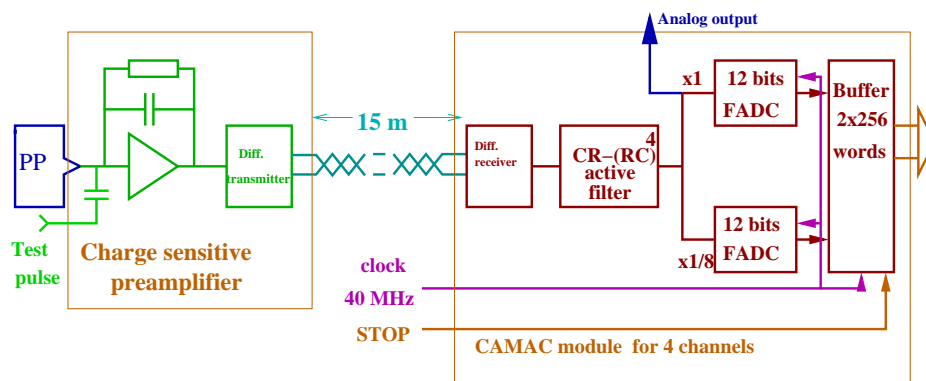 Analog output
PP
Diff.
transmitter
15 m
Diff.
receiver
4
CR-(RC)
active
filter
x1
12 bits
FADC
x1/8
12 bits
FADC
Buffer
2x256
words
Test
pulse
Charge sensitive
preamplifier
clock
40 MHz
STOP
CAMAC module for 4 channels